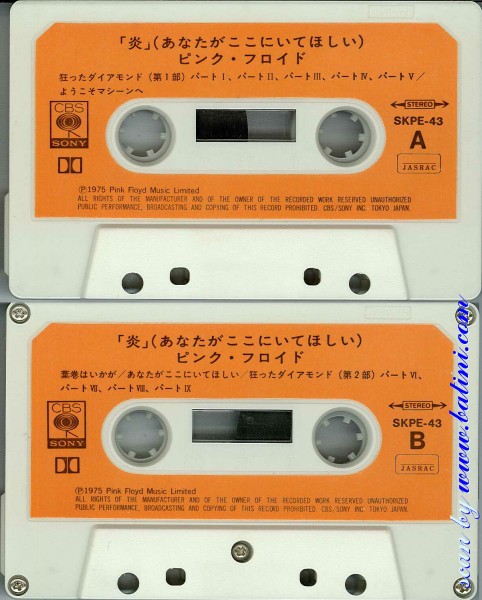 「炎」(あなたがここにいてほしい)
ピンク・フロイド
狂ったダイアモンド(第1部)パートⅠ、パートⅡ、パートⅢ、パートⅣ、パートⅤ/
ようこそマシーンへ
CBS
SONY
STEREO
SKPE-43
A
JASRAC
Ⓟ1975 Pink Floyd Music Limited
ALL RIGHTS OF THE MANUFACTURER AND OF THE OWNER OF THE RECORDED WORK RESERVED UNAUTHORIZED
PUBLIC PERFORMANCE, BROADCASTING AND COPYING OF THIS RECORD PROHIBITED. CBS/SONY INC. TOKYO JAPAN.
「炎」(あなたがここにいてほしい)
ピンク・フロイド
葉巻はいかが/あなたがここにいてほしい/狂ったダイアモンド(第2部)パートⅥ、
パートⅦ、パートⅧ、パートⅨ
CBS
SONY
STEREO
SKPE-43
B
JASRAC
Ⓟ1975 Pink Floyd Music Limited
ALL RIGHTS OF THE MANUFACTURER AND OF THE OWNER OF THE RECORDED WORK RESERVED UNAUTHORIZED
PUBLIC PERFORMANCE, BROADCASTING AND COPYING OF THIS RECORD PROHIBITED. CBS/SONY INC. TOKYO JAPAN.
scan by www.batini.com